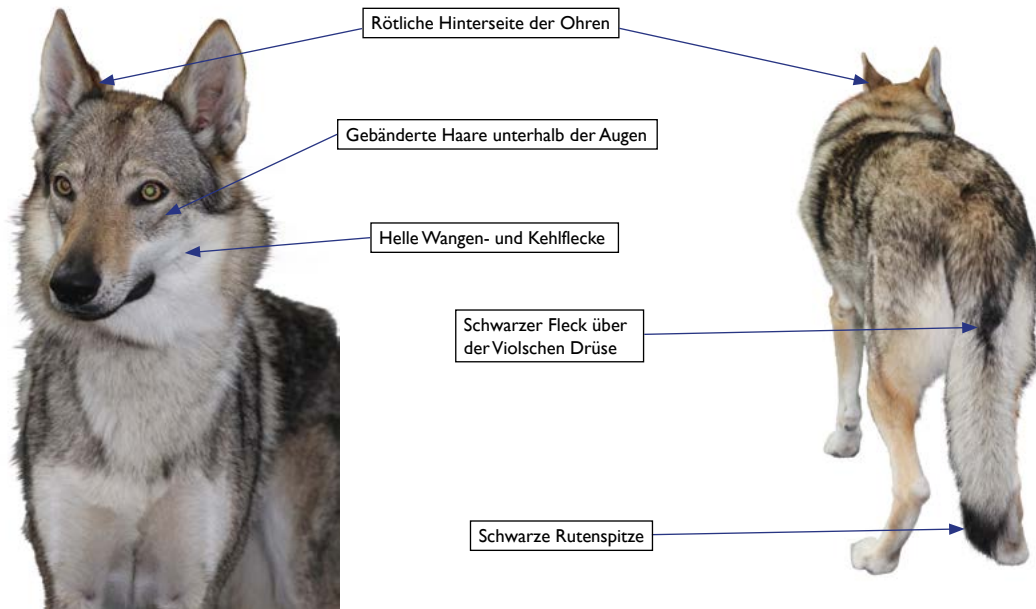 Rötliche Hinterseite der Ohren
Gebänderte Haare unterhalb der Augen
Helle Wangen- und Kehlflecke
Schwarzer Fleck über
der Violschen Drüse
Schwarze Rutenspitze